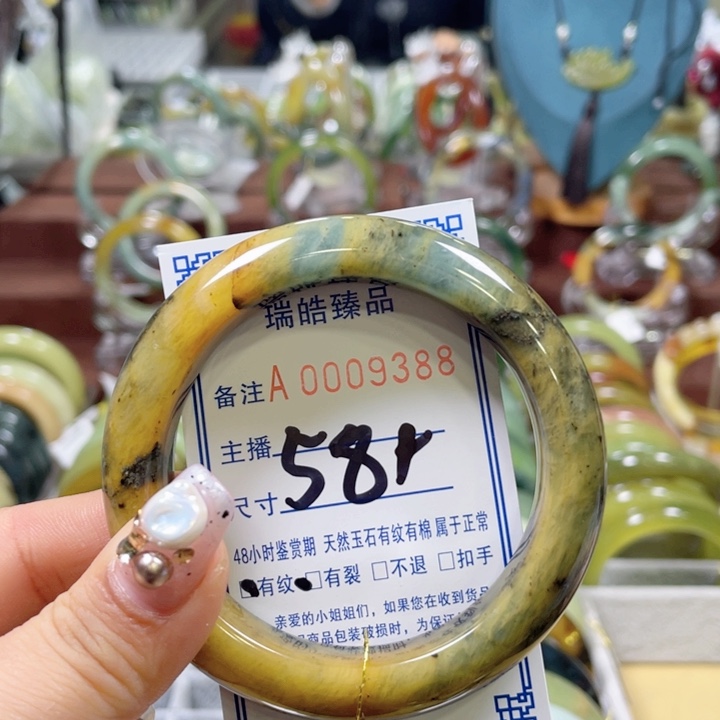 瑞皓臻品
备注 A 0009388
主播 58r
尺寸
48小时鉴赏期 天然玉石有纹有棉 属于正常
有纹 □有裂 □不退 □扣手
亲爱的小姐姐们，如果您在收到货品
商品包装破损时，为保证